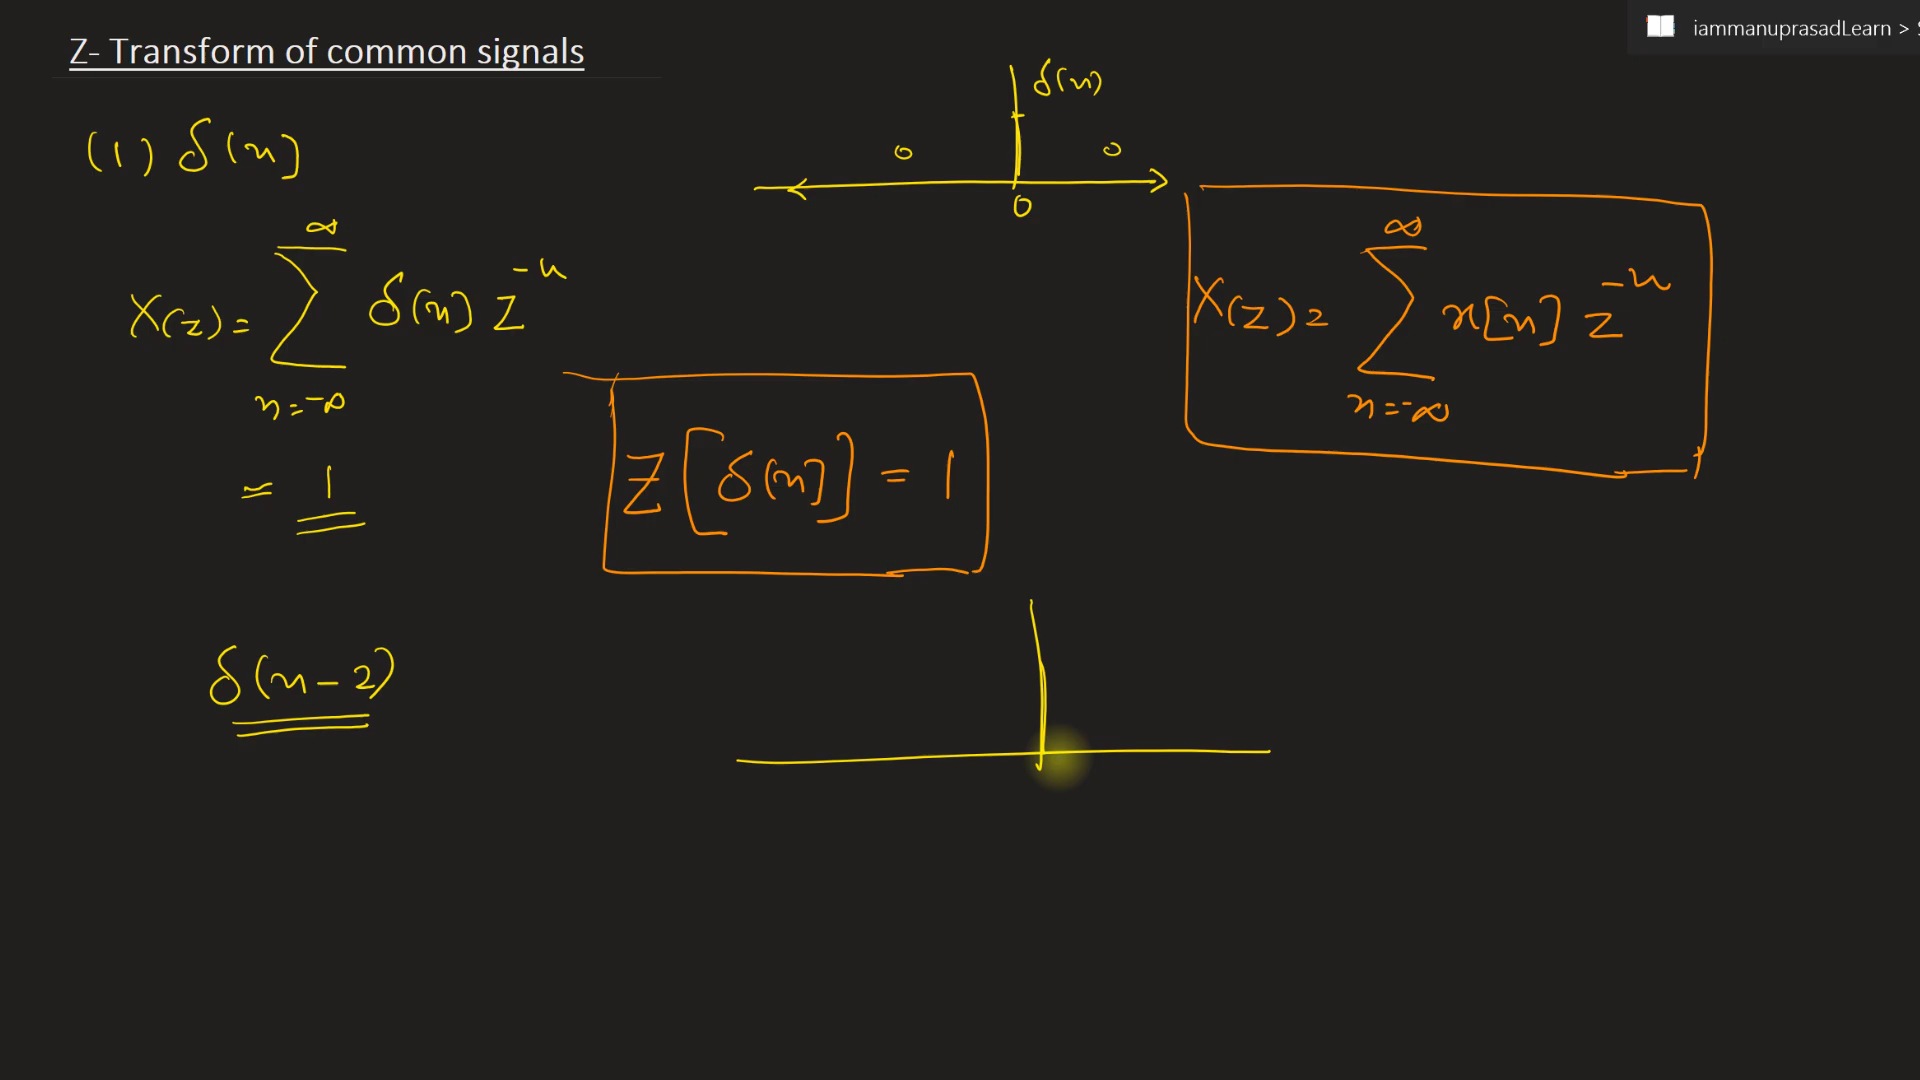 iammanuprasadLearn > S
Z- Transform of common signals
δ(n)
(1) δ(n]
0 0
0
X(z) = ∑ δ(n) z^-n
∞
n=-∞
X(z) = ∑ x[n] z^-n
∞
n=-∞
= 1
Z[δ(n)] = 1
δ(n-2)